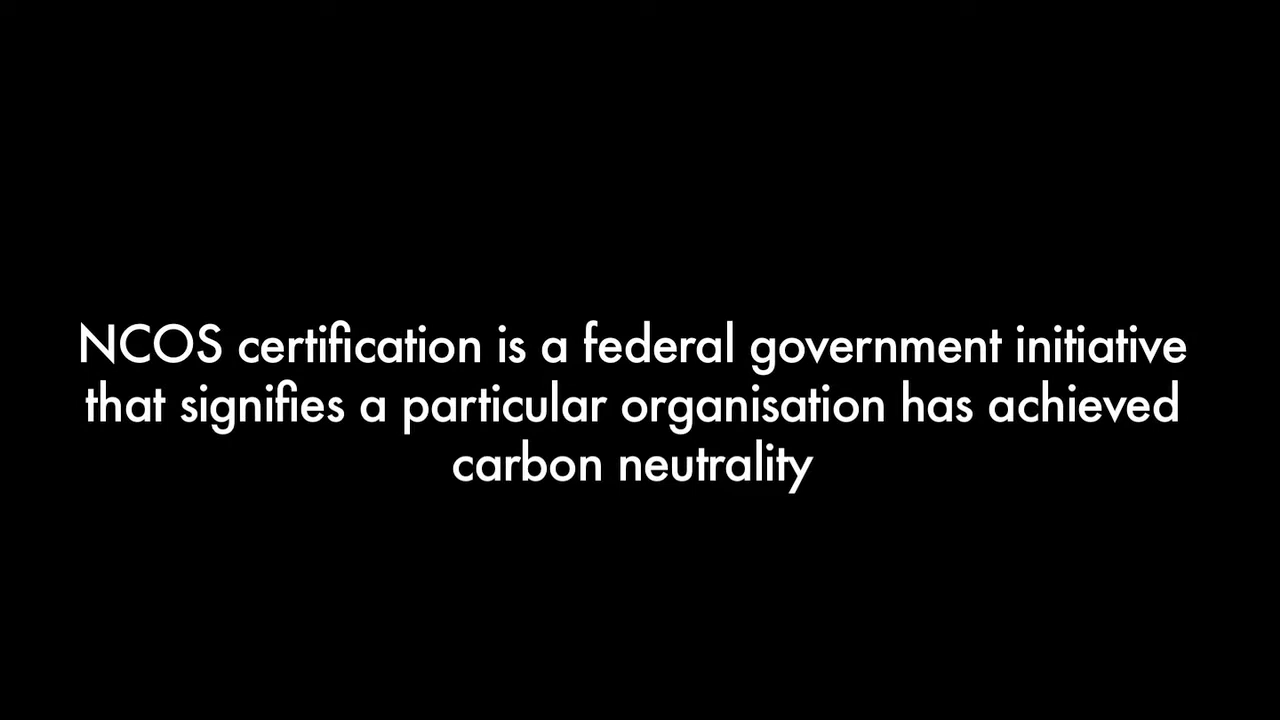 NCOS certification is a federal government initiative
that signifies a particular organisation has achieved
carbon neutrality